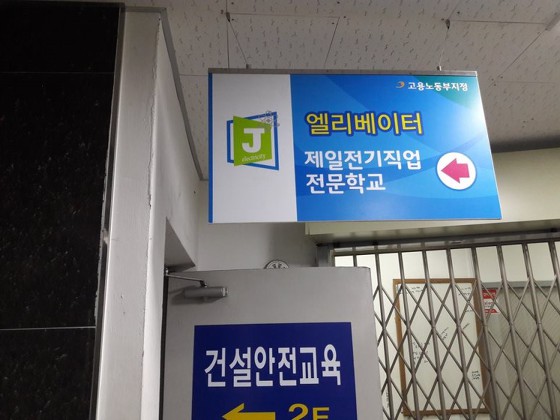 고용노동부지정
엘리베이터
J
제일전기직업
전문학교
건설안전교육
2F